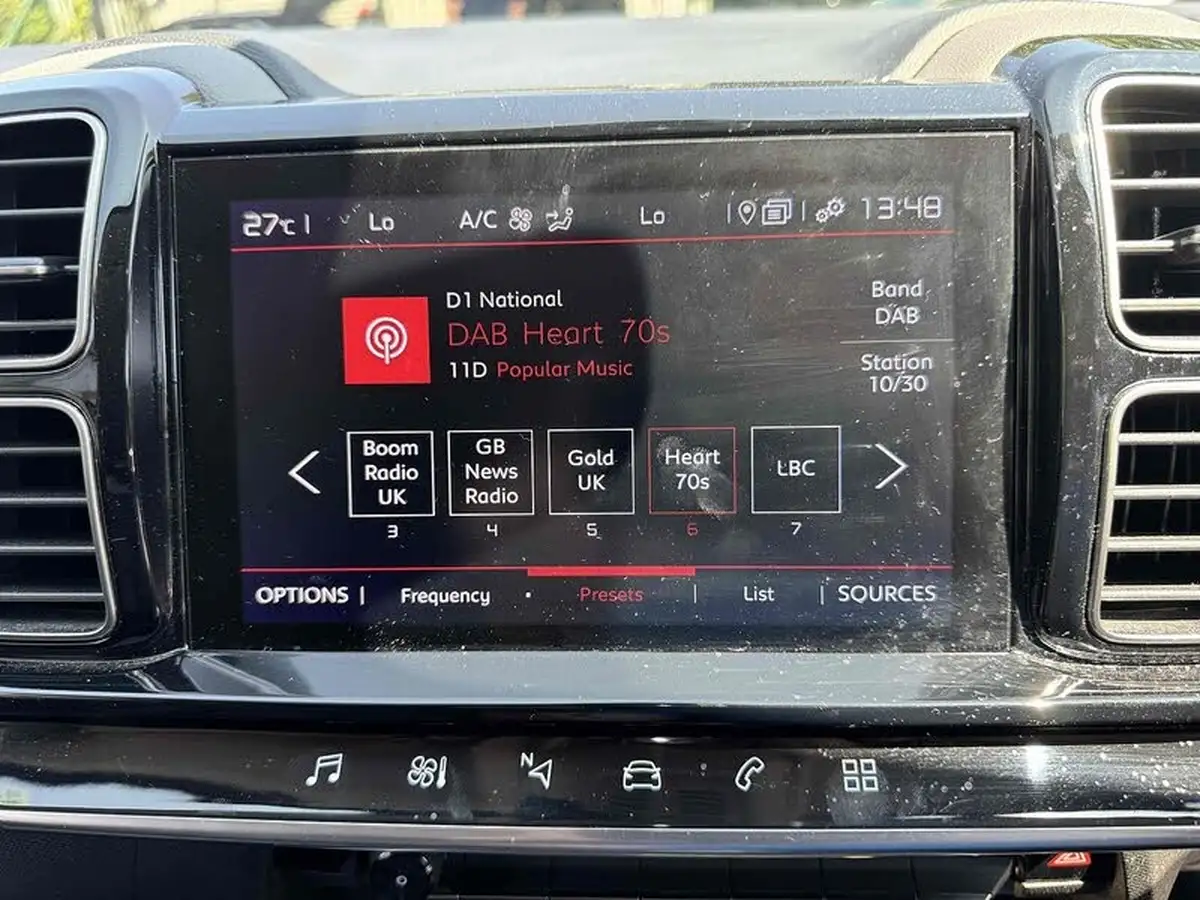 27°C | Lo A/C Lo 13:48
D1 National
DAB Heart 70s
11D Popular Music
Band
DAB
Station
10/30
Boom
Radio
UK
3
GB
News
Radio
4
Gold
UK
5
Heart
70s
6
LBC
7
OPTIONS | Frequency · Presets | List | SOURCES
N